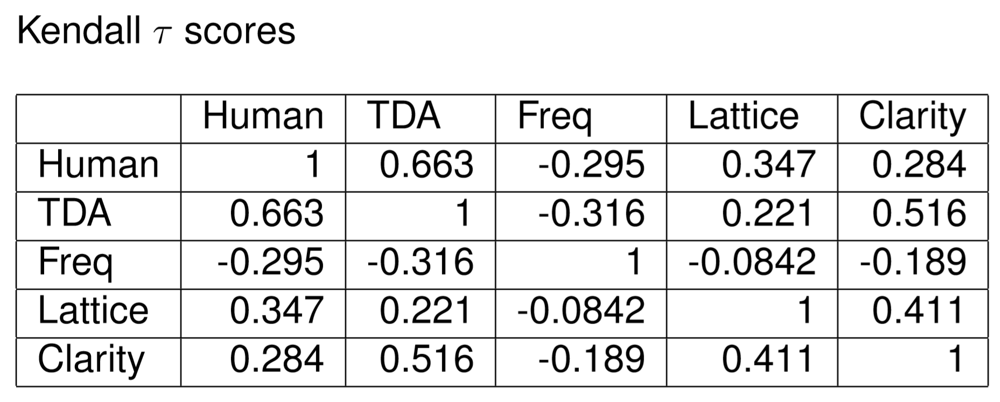 Kendall τ scores
Human TDA Freq Lattice Clarity
Human 1 0.663 -0.295 0.347 0.284
TDA 0.663 1 -0.316 0.221 0.516
Freq -0.295 -0.316 1 -0.0842 -0.189
Lattice 0.347 0.221 -0.0842 1 0.411
Clarity 0.284 0.516 -0.189 0.411 1